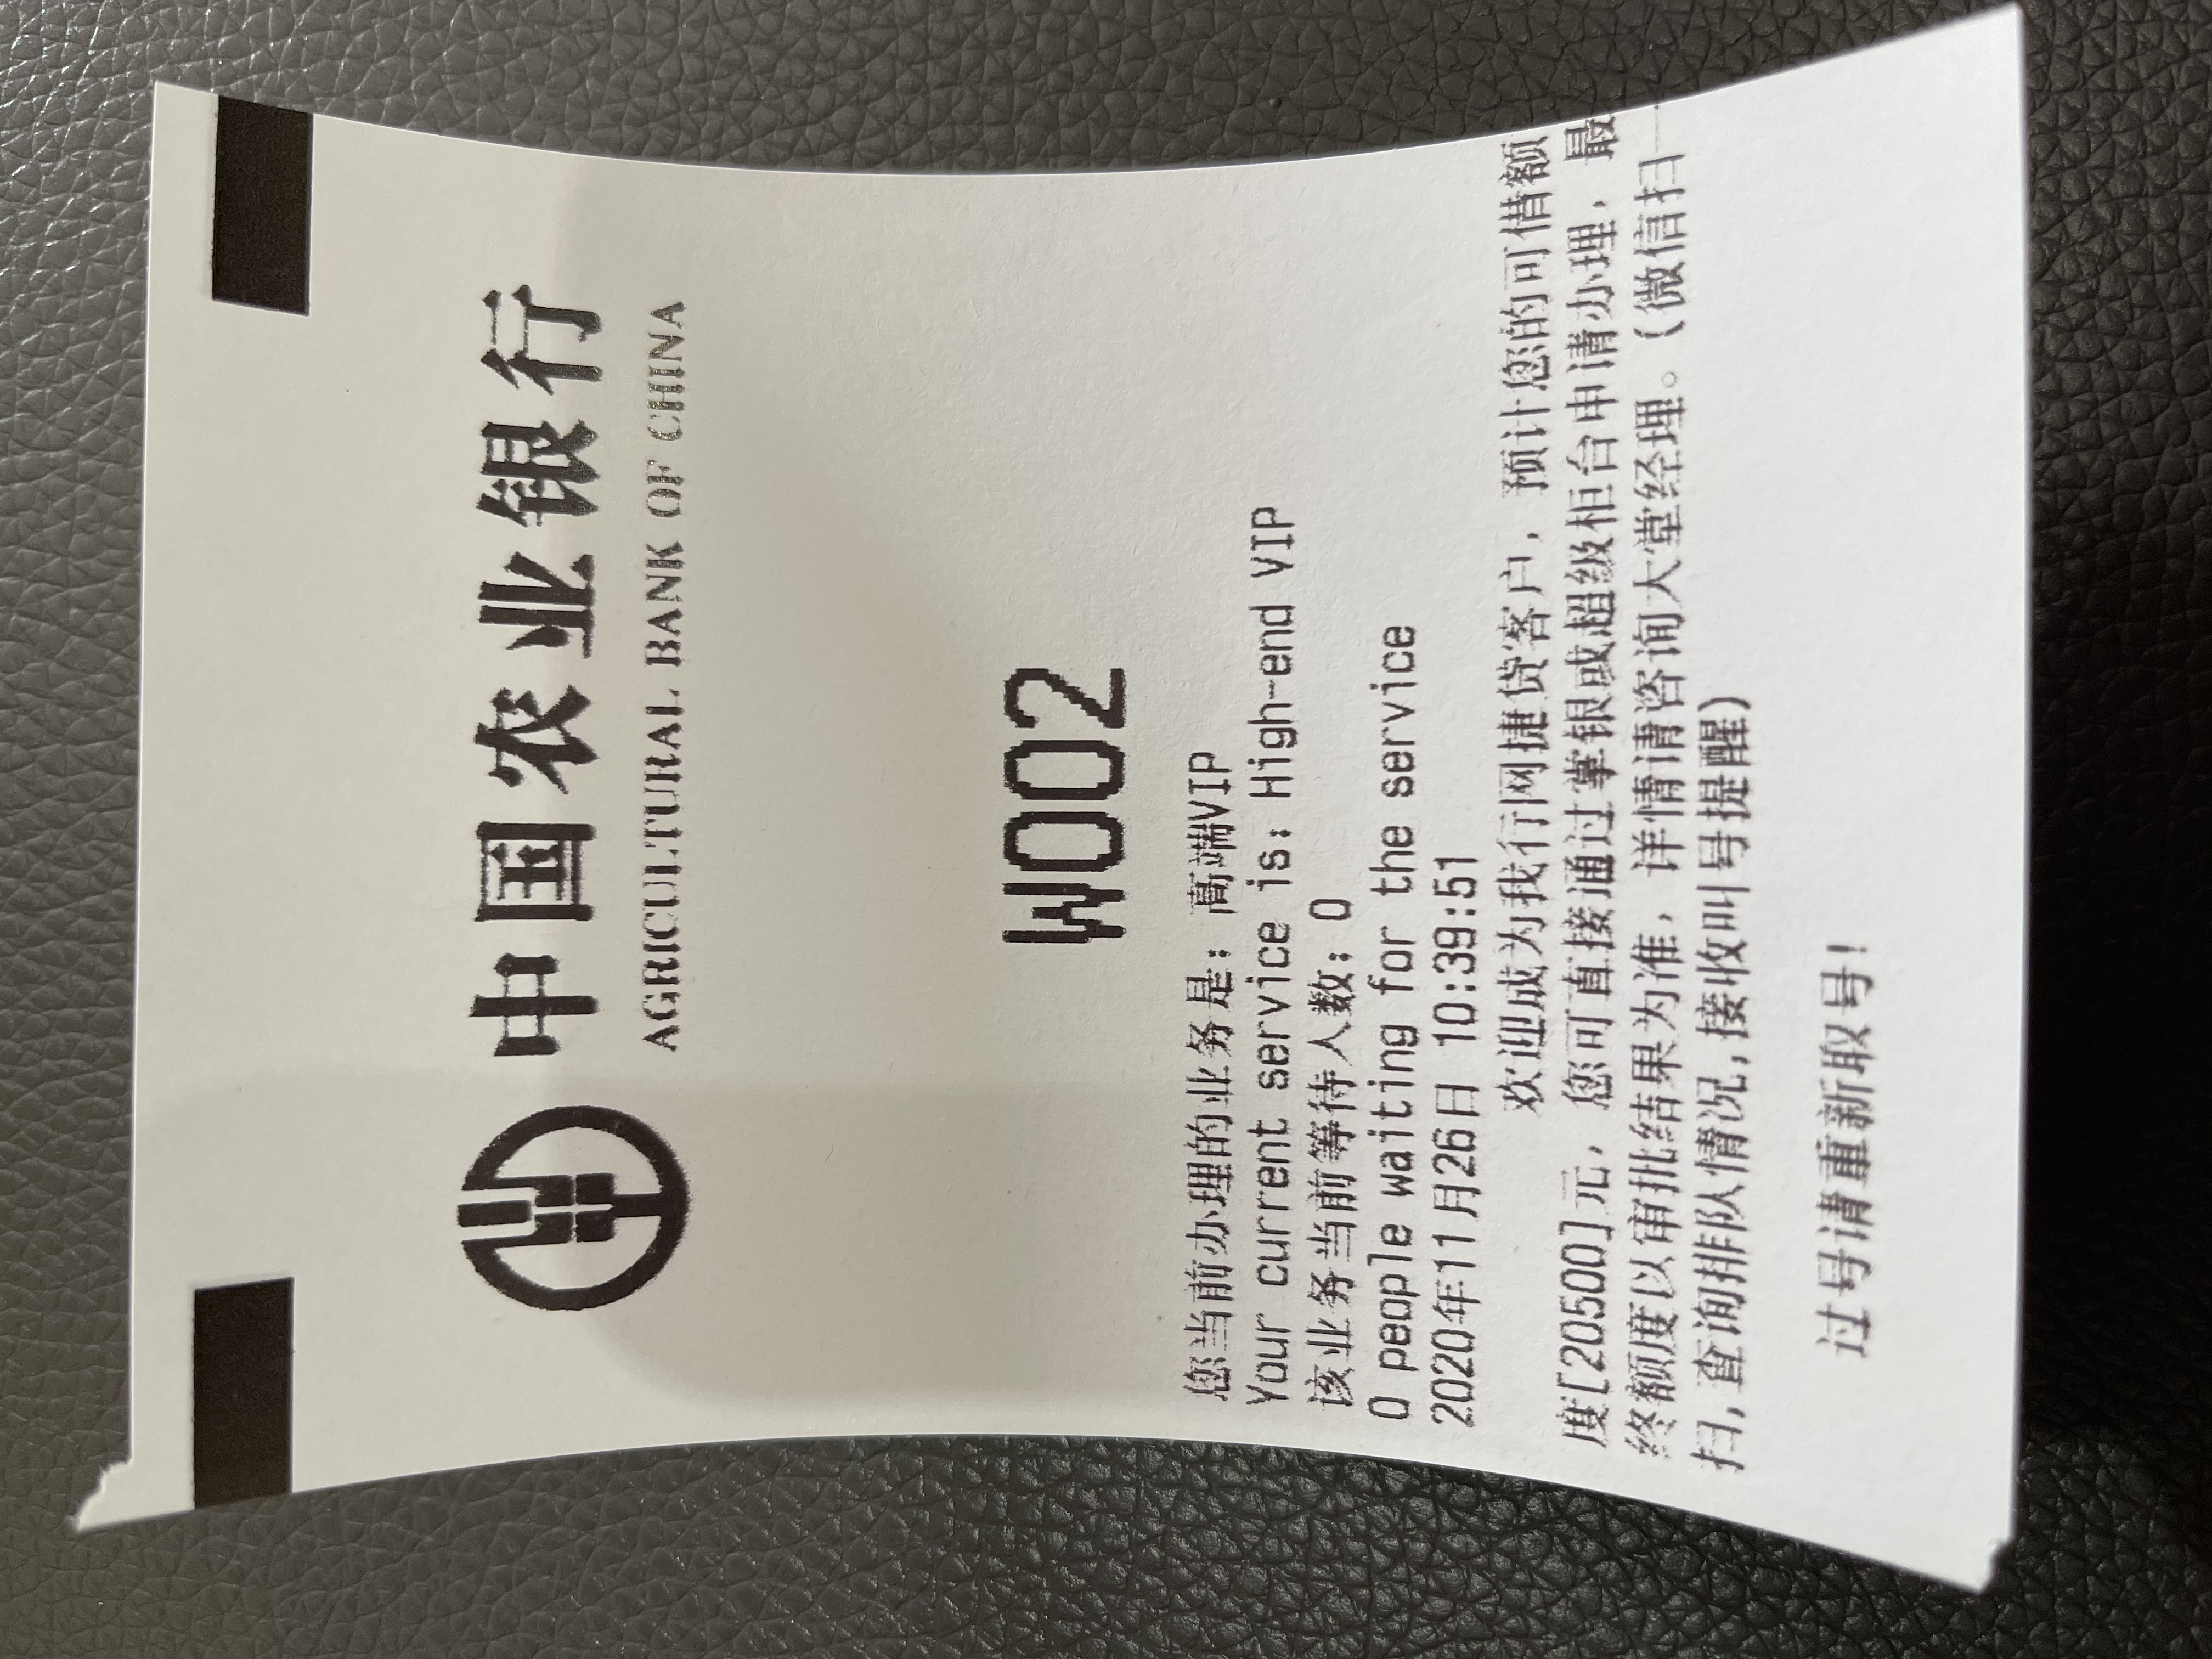 中国农业银行
AGRICULTURAL BANK OF CHINA
W002
您当前办理的业务是：高端VIP
Your current service is: High-end VIP
该业务当前等待人数：0
0 people waiting for the service
2020年11月26日 10:39:51
欢迎成为我行网捷贷客户，预计您的可借额
度[20500]元，您可直接通过掌银或超级柜台申请办理，最
终额度以审批结果为准，详情请咨询大堂经理。(微信扫一
扫,查询排队情况,接收叫号提醒)
过号请重新取号!